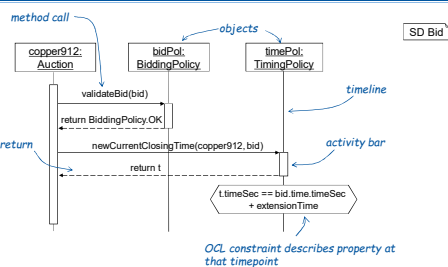 method call
objects
SD Bid
copper912:
Auction
bidPol:
BiddingPolicy
timePol:
TimingPolicy
validateBid(bid)
timeline
return BiddingPolicy.OK
return
newCurrentClosingTime(copper912, bid)
activity bar
return t
t.timeSec == bid.time.timeSec
+ extensionTime
OCL constraint describes property at
that timepoint